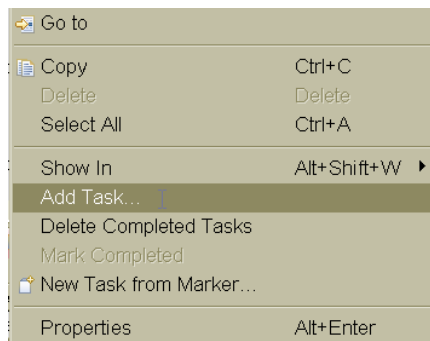 Go to
Copy Ctrl+C
Delete Delete
Select All Ctrl+A
Show In Alt+Shift+W
Add Task...
Delete Completed Tasks
Mark Completed
New Task from Marker...
Properties Alt+Enter